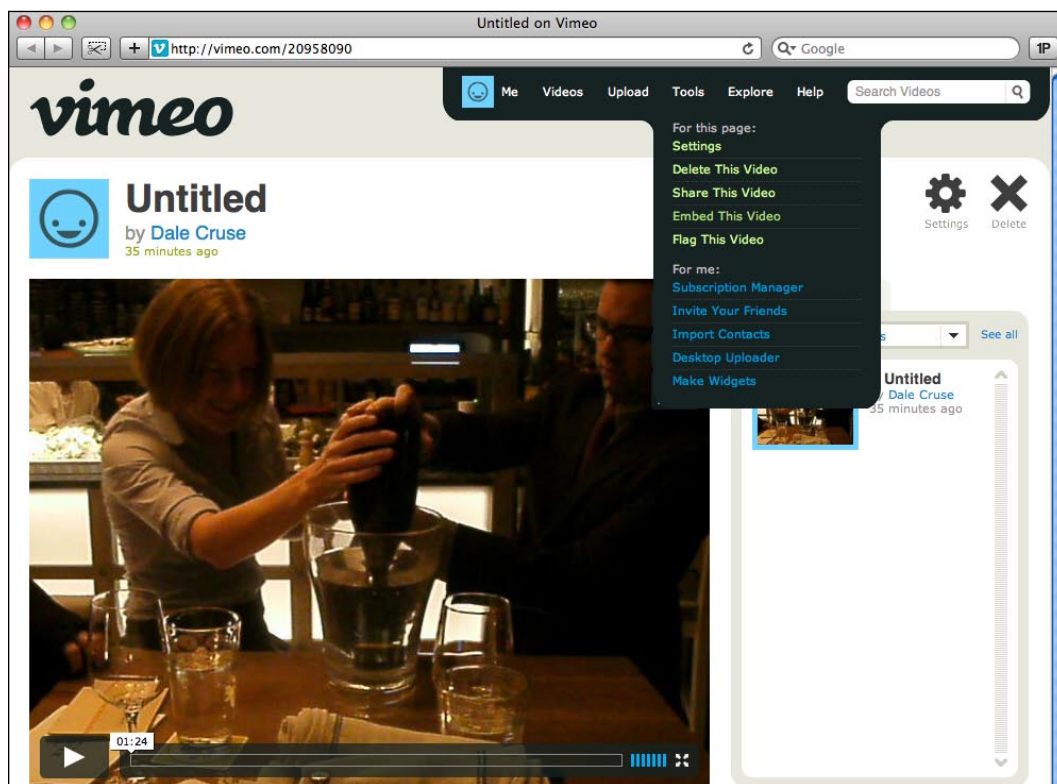 Untitled on Vimeo
http://vimeo.com/20958090
Google
1P
vimeo
Me Videos Upload Tools Explore Help Search Videos
For this page:
Settings
Delete This Video
Share This Video
Embed This Video
Flag This Video
For me:
Subscription Manager
Invite Your Friends
Import Contacts
Desktop Uploader
Make Widgets
Untitled
by Dale Cruse
35 minutes ago
Settings Delete
See all
Untitled
Dale Cruse
35 minutes ago
01:24